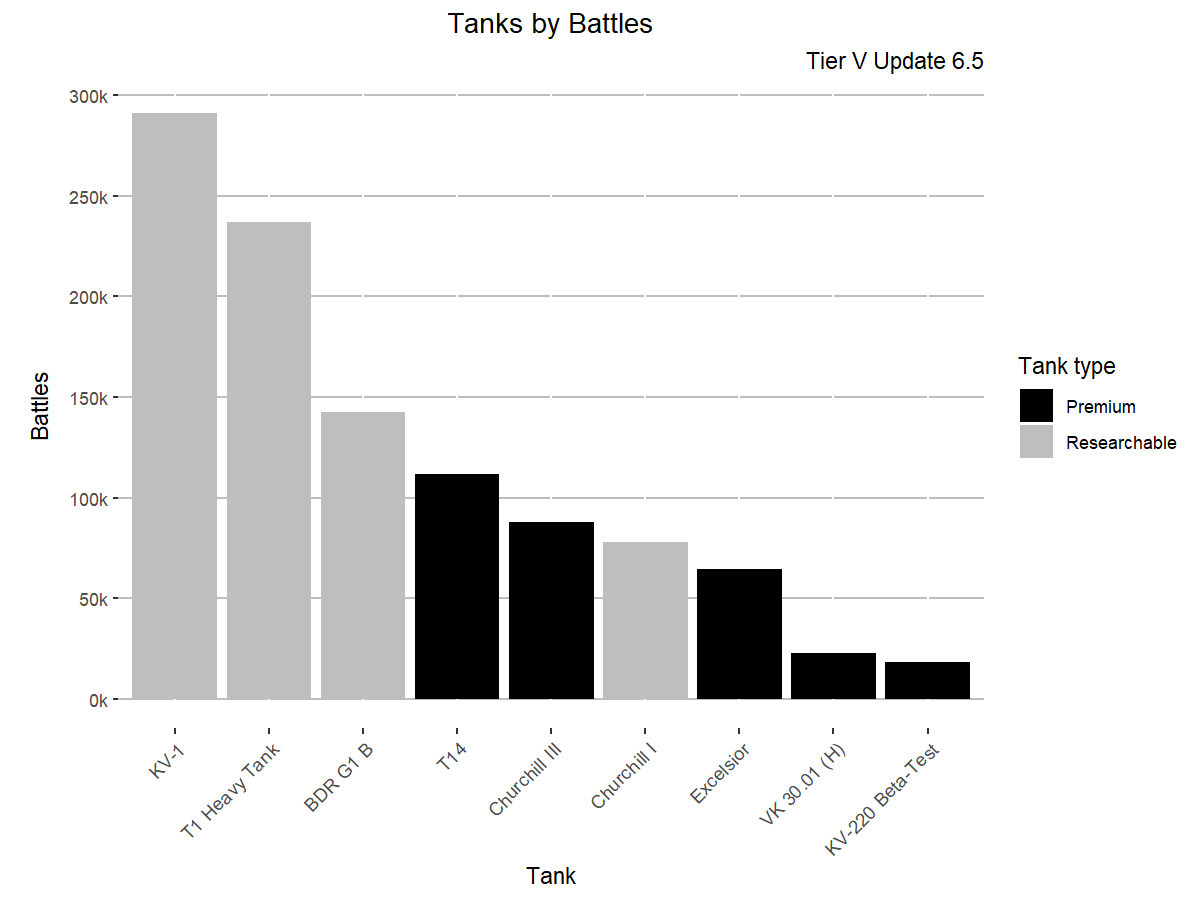 Tanks by Battles
Tier V Update 6.5
300k
250k
200k
150k
100k
50k
0k
Battles
KV-1
T1 Heavy Tank
BDR G1 B
T14
Churchill III
Churchill I
Excelsior
VK 30.01 (H)
KV-220 Beta-Test
Tank
Tank type
Premium
Researchable